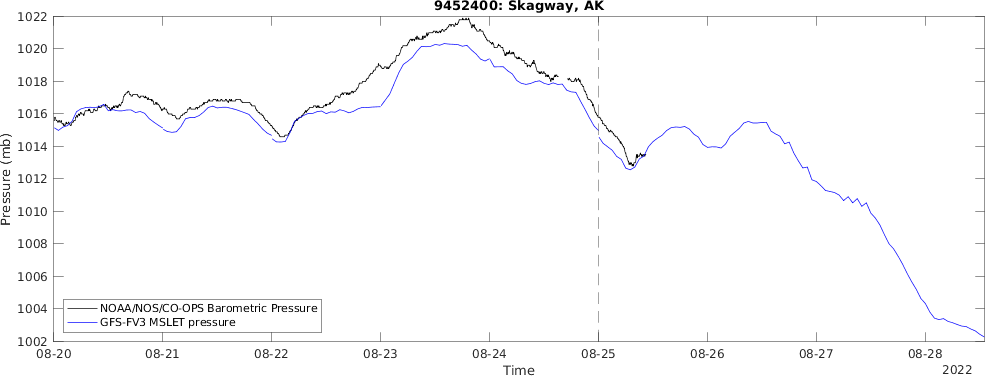 9452400: Skagway, AK
Pressure (mb)
1022
1020
1018
1016
1014
1012
1010
1008
1006
1004
1002
NOAA/NOS/CO-OPS Barometric Pressure
GFS-FV3 MSLET pressure
08-20 08-21 08-22 08-23 08-24 08-25 08-26 08-27 08-28
Time
2022